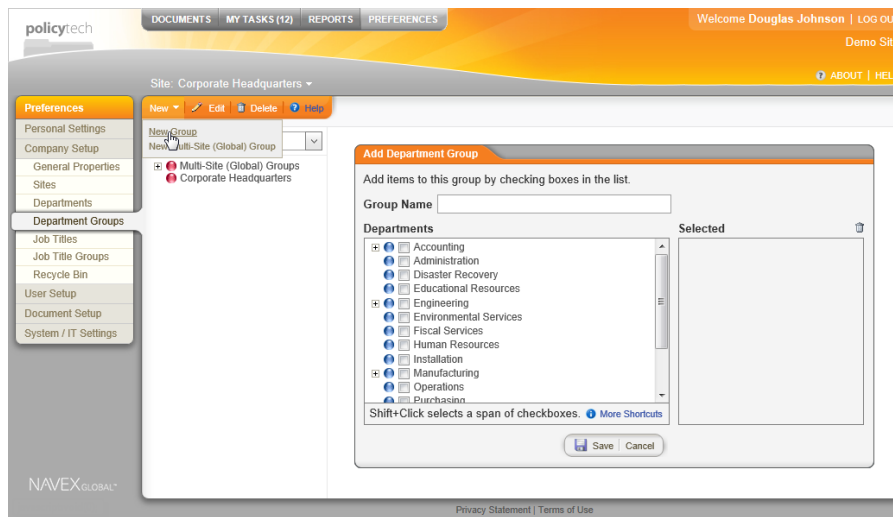 policytech
DOCUMENTS MY TASKS (12) REPORTS PREFERENCES
Welcome Douglas Johnson | LOG OU
Demo Sit
ABOUT | HEL
Site: Corporate Headquarters
Preferences
Personal Settings
Company Setup
General Properties
Sites
Departments
Department Groups
Job Titles
Job Title Groups
Recycle Bin
User Setup
Document Setup
System / IT Settings
New Edit Delete Help
New Group
New Multi-Site (Global) Group
Multi-Site (Global) Groups
Corporate Headquarters
Add Department Group
Add items to this group by checking boxes in the list.
Group Name
Departments
Accounting
Administration
Disaster Recovery
Educational Resources
Engineering
Environmental Services
Fiscal Services
Human Resources
Installation
Manufacturing
Operations
Purchasing
Shift+Click selects a span of checkboxes. More Shortcuts
Selected
Save Cancel
NAVEX GLOBAL
Privacy Statement | Terms of Use